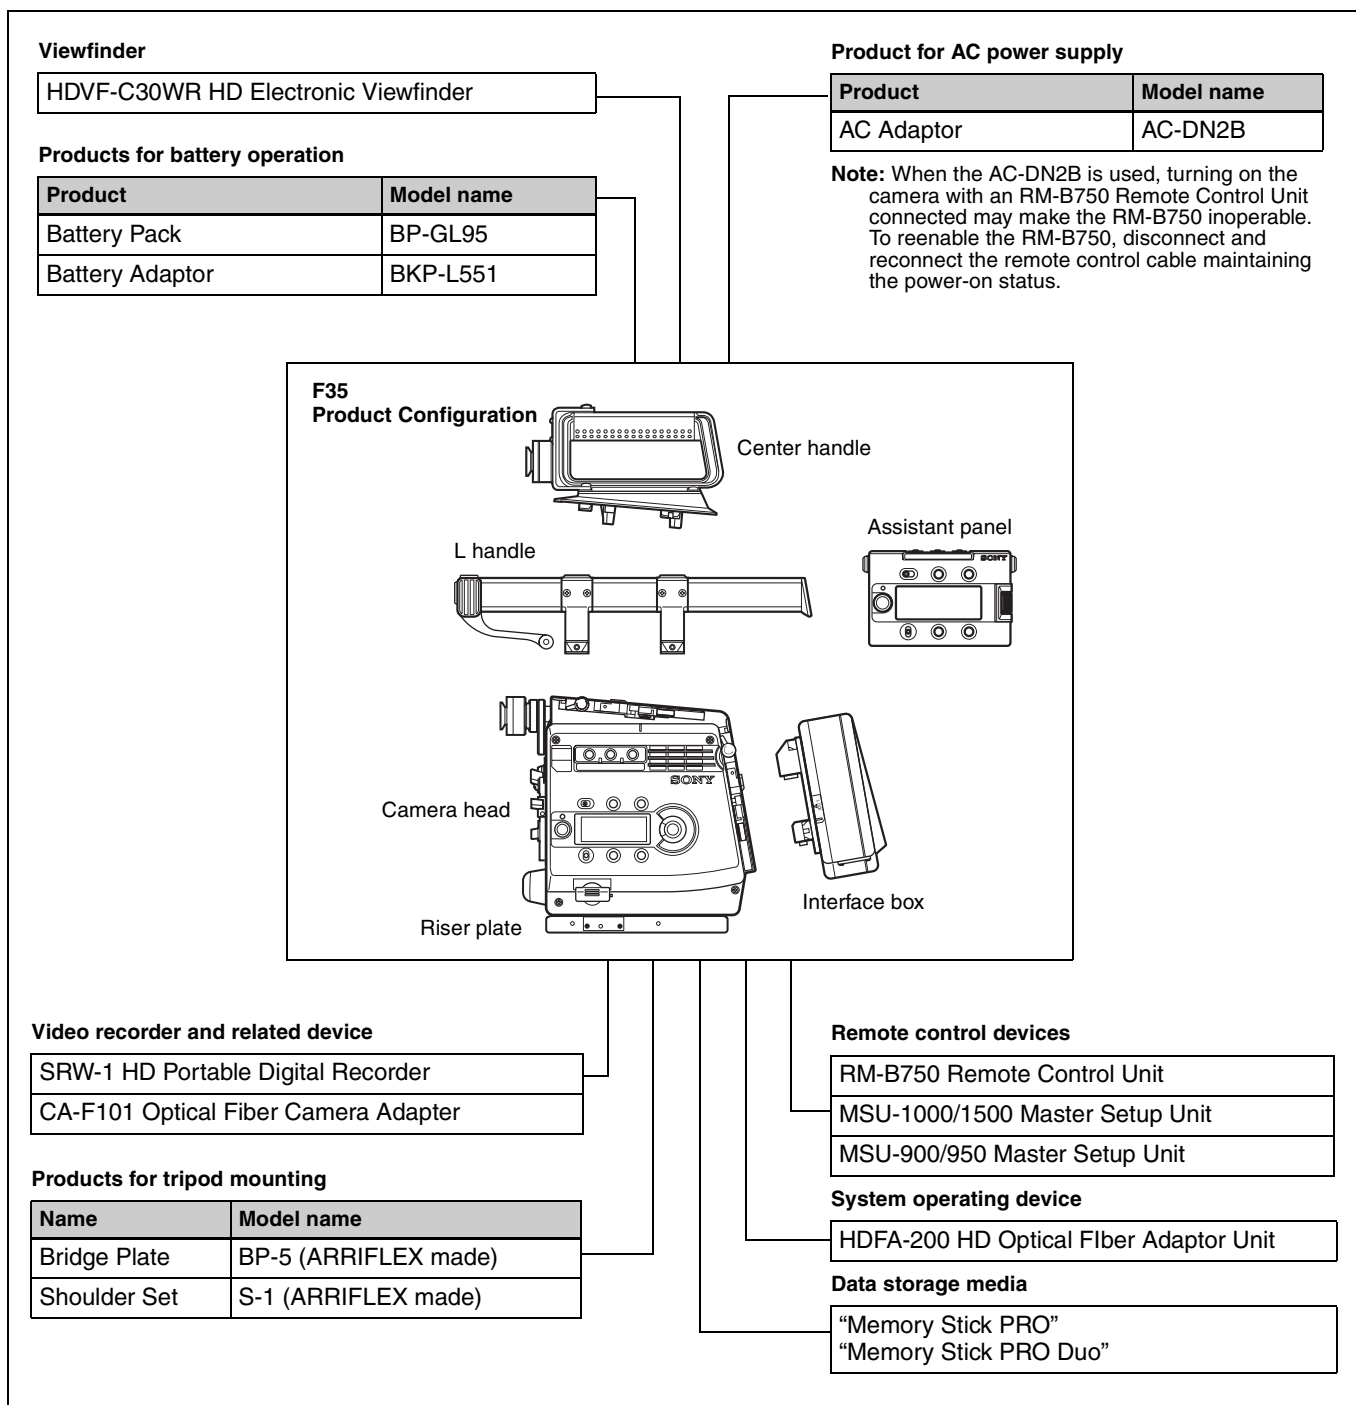 Viewfinder
HDVF-C30WR HD Electronic Viewfinder
Products for battery operation
Product Model name
Battery Pack BP-GL95
Battery Adaptor BKP-L551
Product for AC power supply
Product Model name
AC Adaptor AC-DN2B
Note: When the AC-DN2B is used, turning on the
camera with an RM-B750 Remote Control Unit
connected may make the RM-B750 inoperable.
To reenable the RM-B750, disconnect and
reconnect the remote control cable maintaining
the power-on status.
F35
Product Configuration
Center handle
L handle
Assistant panel
SONY
SONY
Camera head
Interface box
Riser plate
Video recorder and related device
SRW-1 HD Portable Digital Recorder
CA-F101 Optical Fiber Camera Adapter
Products for tripod mounting
Name Model name
Bridge Plate BP-5 (ARRIFLEX made)
Shoulder Set S-1 (ARRIFLEX made)
Remote control devices
RM-B750 Remote Control Unit
MSU-1000/1500 Master Setup Unit
MSU-900/950 Master Setup Unit
System operating device
HDFA-200 HD Optical FIber Adaptor Unit
Data storage media
“Memory Stick PRO”
“Memory Stick PRO Duo”